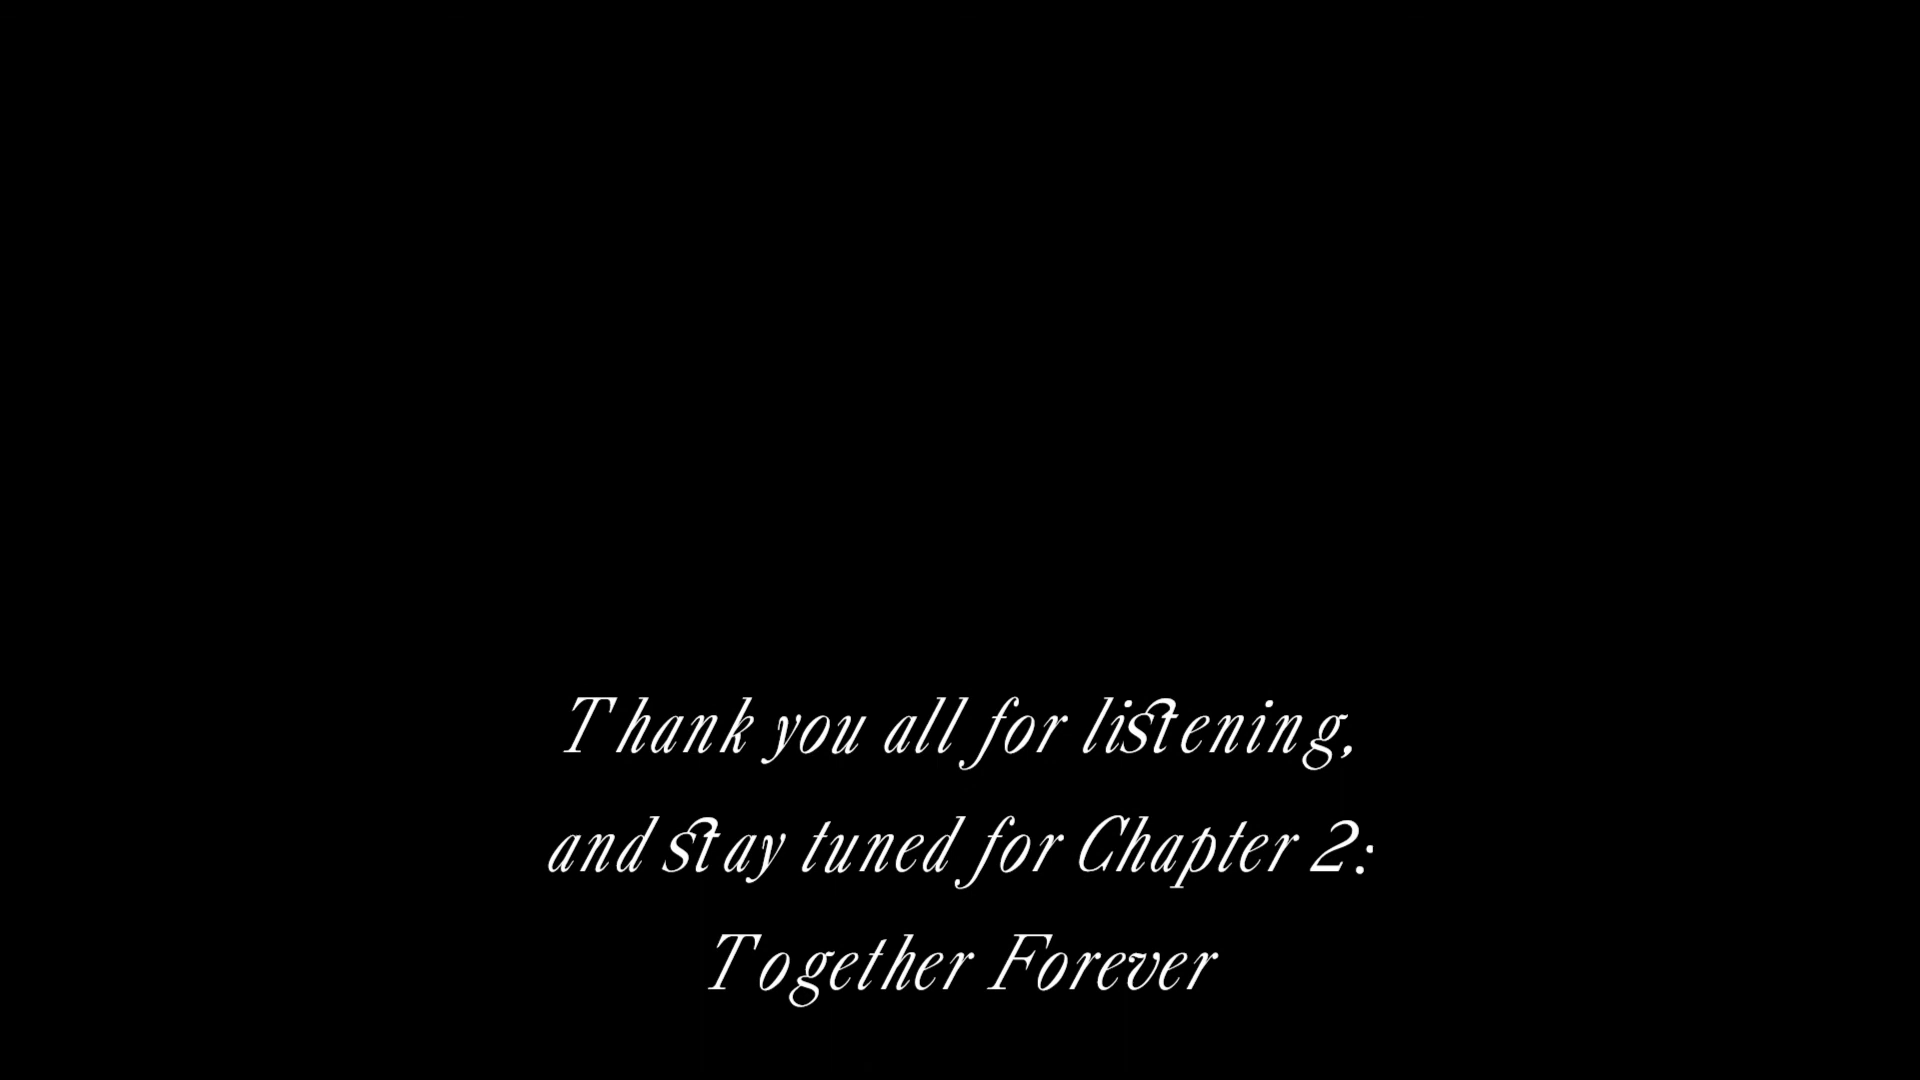 Thank you all for listening,
and stay tuned for Chapter 2:
Together Forever